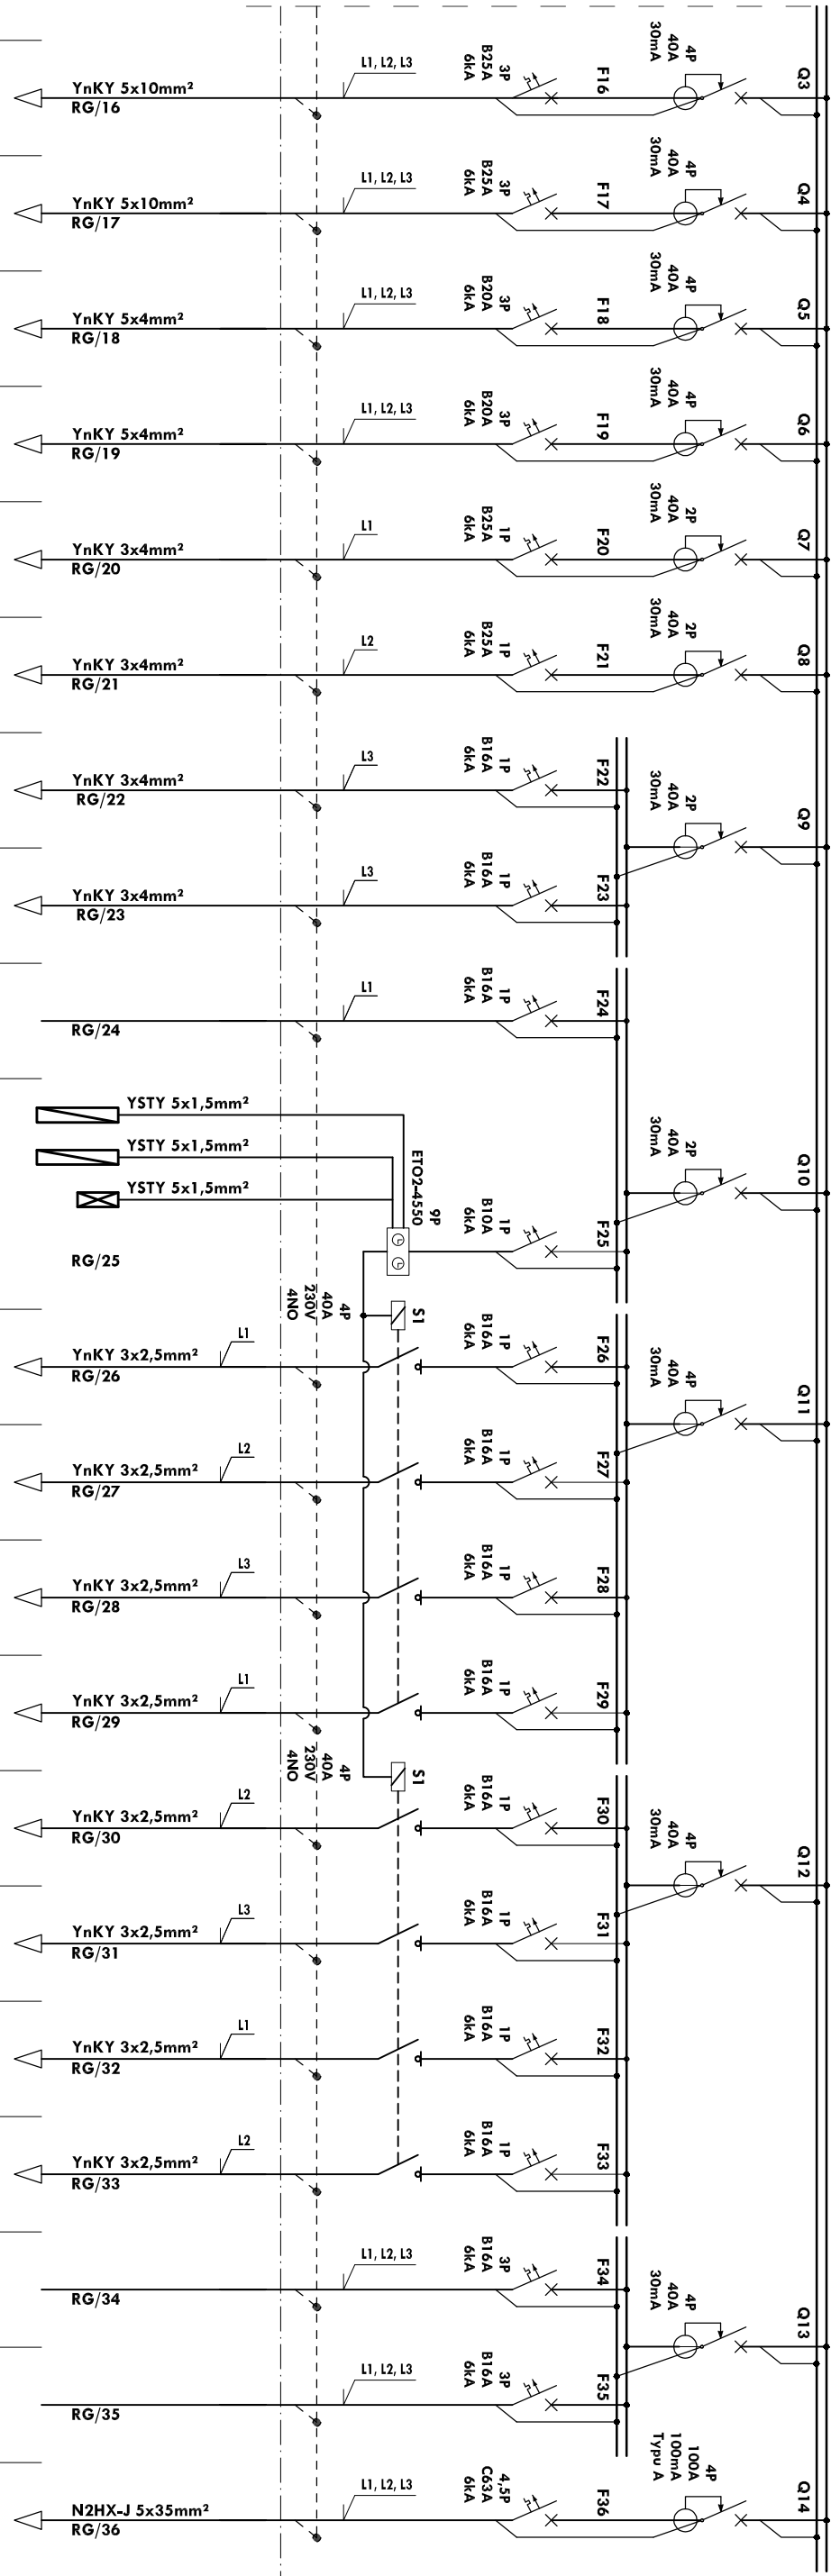 Q3
4P
40A
30mA
F16
3P
B25A
6kA
L1, L2, L3
YnKY 5x10mm²
RG/16
Q4
4P
40A
30mA
F17
3P
B25A
6kA
L1, L2, L3
YnKY 5x10mm²
RG/17
Q5
4P
40A
30mA
F18
3P
B20A
6kA
L1, L2, L3
YnKY 5x4mm²
RG/18
Q6
4P
40A
30mA
F19
3P
B20A
6kA
L1, L2, L3
YnKY 5x4mm²
RG/19
Q7
2P
40A
30mA
F20
1P
B25A
6kA
L1
YnKY 3x4mm²
RG/20
Q8
2P
40A
30mA
F21
1P
B25A
6kA
L2
YnKY 3x4mm²
RG/21
Q9
2P
40A
30mA
F22
1P
B16A
6kA
L3
YnKY 3x4mm²
RG/22
F23
1P
B16A
6kA
L3
YnKY 3x4mm²
RG/23
F24
1P
B16A
6kA
L1
RG/24
Q10
2P
40A
30mA
F25
1P
B10A
6kA
9P
ETO2-4550
YSTY 5x1,5mm²
YSTY 5x1,5mm²
YSTY 5x1,5mm²
RG/25
S1
4P
40A
230V
4NO
Q11
4P
40A
30mA
F26
1P
B16A
6kA
L1
YnKY 3x2,5mm²
RG/26
F27
1P
B16A
6kA
L2
YnKY 3x2,5mm²
RG/27
F28
1P
B16A
6kA
L3
YnKY 3x2,5mm²
RG/28
F29
1P
B16A
6kA
L1
YnKY 3x2,5mm²
RG/29
S1
4P
40A
230V
4NO
Q12
4P
40A
30mA
F30
1P
B16A
6kA
L2
YnKY 3x2,5mm²
RG/30
F31
1P
B16A
6kA
L3
YnKY 3x2,5mm²
RG/31
F32
1P
B16A
6kA
L1
YnKY 3x2,5mm²
RG/32
F33
1P
B16A
6kA
L2
YnKY 3x2,5mm²
RG/33
Q13
4P
40A
30mA
F34
3P
B16A
6kA
L1, L2, L3
RG/34
F35
3P
B16A
6kA
L1, L2, L3
RG/35
Q14
4P
100A
100mA
Typu A
F36
4,5P
C63A
6kA
L1, L2, L3
N2HX-J 5x35mm²
RG/36